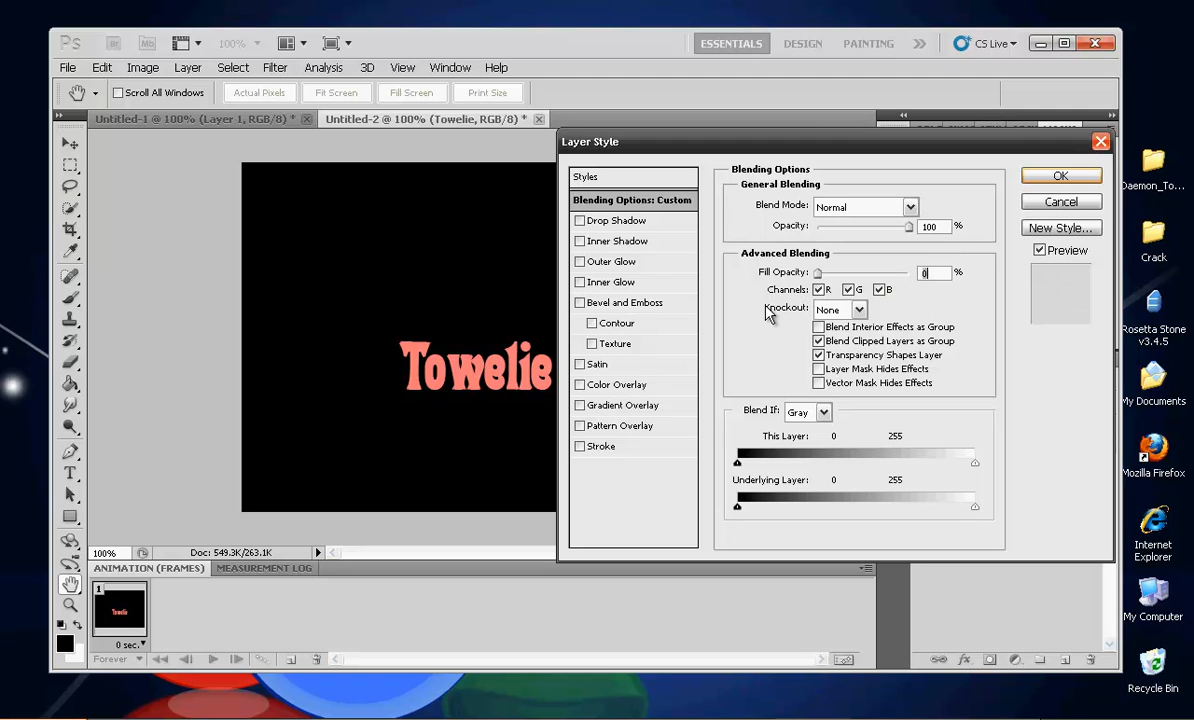 Ps Br Mb 100% ESSENTIALS DESIGN PAINTING CS Live
File Edit Image Layer Select Filter Analysis 3D View Window Help
Scroll All Windows Actual Pixels Fit Screen Fill Screen Print Size
Untitled-1 @ 100% (Layer 1, RGB/8) * Untitled-2 @ 100% (Towelie, RGB/8) *
Layer Style
Styles
Blending Options: Custom
Drop Shadow
Inner Shadow
Outer Glow
Inner Glow
Bevel and Emboss
Contour
Texture
Satin
Color Overlay
Gradient Overlay
Pattern Overlay
Stroke
Blending Options
General Blending
Blend Mode: Normal
Opacity: 100 %
Advanced Blending
Fill Opacity: 0 %
Channels: R G B
Knockout: None
Blend Interior Effects as Group
Blend Clipped Layers as Group
Transparency Shapes Layer
Layer Mask Hides Effects
Vector Mask Hides Effects
Blend If: Gray
This Layer: 0 255
Underlying Layer: 0 255
OK
Cancel
New Style...
Preview
Towelie
100% Doc: 549.3K/263.1K
ANIMATION (FRAMES) MEASUREMENT LOG
1
Towelie
0 sec.
Forever
Daemon_To...
Crack
Rosetta Stone
v3.4.5
My Documents
Mozilla Firefox
Internet
Explorer
My Computer
Recycle Bin